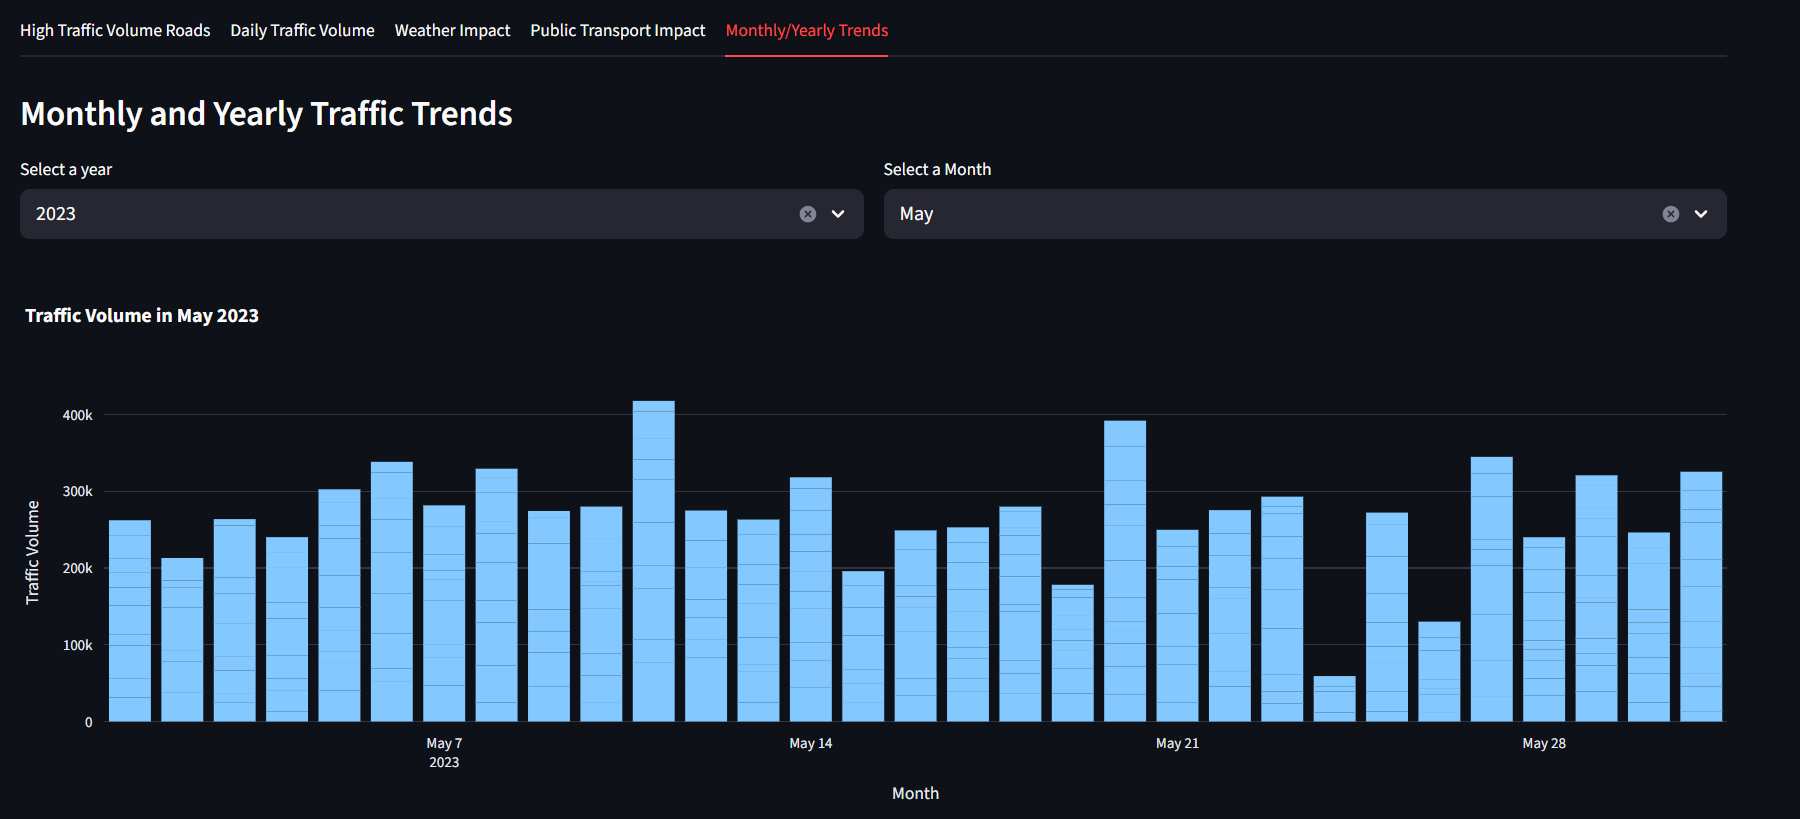 High Traffic Volume Roads Daily Traffic Volume Weather Impact Public Transport Impact Monthly/Yearly Trends
Monthly and Yearly Traffic Trends
Select a year
2023
Select a Month
May
Traffic Volume in May 2023
Traffic Volume
400k
300k
200k
100k
0
May 7 May 14 May 21 May 28
2023
Month